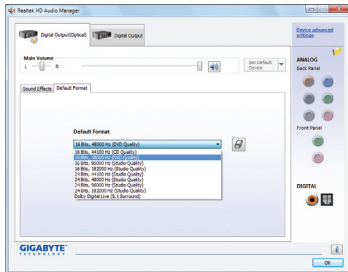 Realtek HD Audio Manager
Digital Output(Optical)
Digital Output
Device advanced settings
Main Volume
L
R
Set Default Device
Sound Effects
Default Format
ANALOG
Back Panel
Default Format
16 Bits, 48000 Hz (DVD Quality)
16 Bits, 44100 Hz (CD Quality)
16 Bits, 48000 Hz (DVD Quality)
16 Bits, 96000 Hz (Studio Quality)
16 Bits, 192000 Hz (Studio Quality)
24 Bits, 44100 Hz (Studio Quality)
24 Bits, 48000 Hz (Studio Quality)
24 Bits, 96000 Hz (Studio Quality)
24 Bits, 192000 Hz (Studio Quality)
Dolby Digital Live (5.1 Surround)
Front Panel
DIGITAL
GIGABYTE
TECHNOLOGY
OK